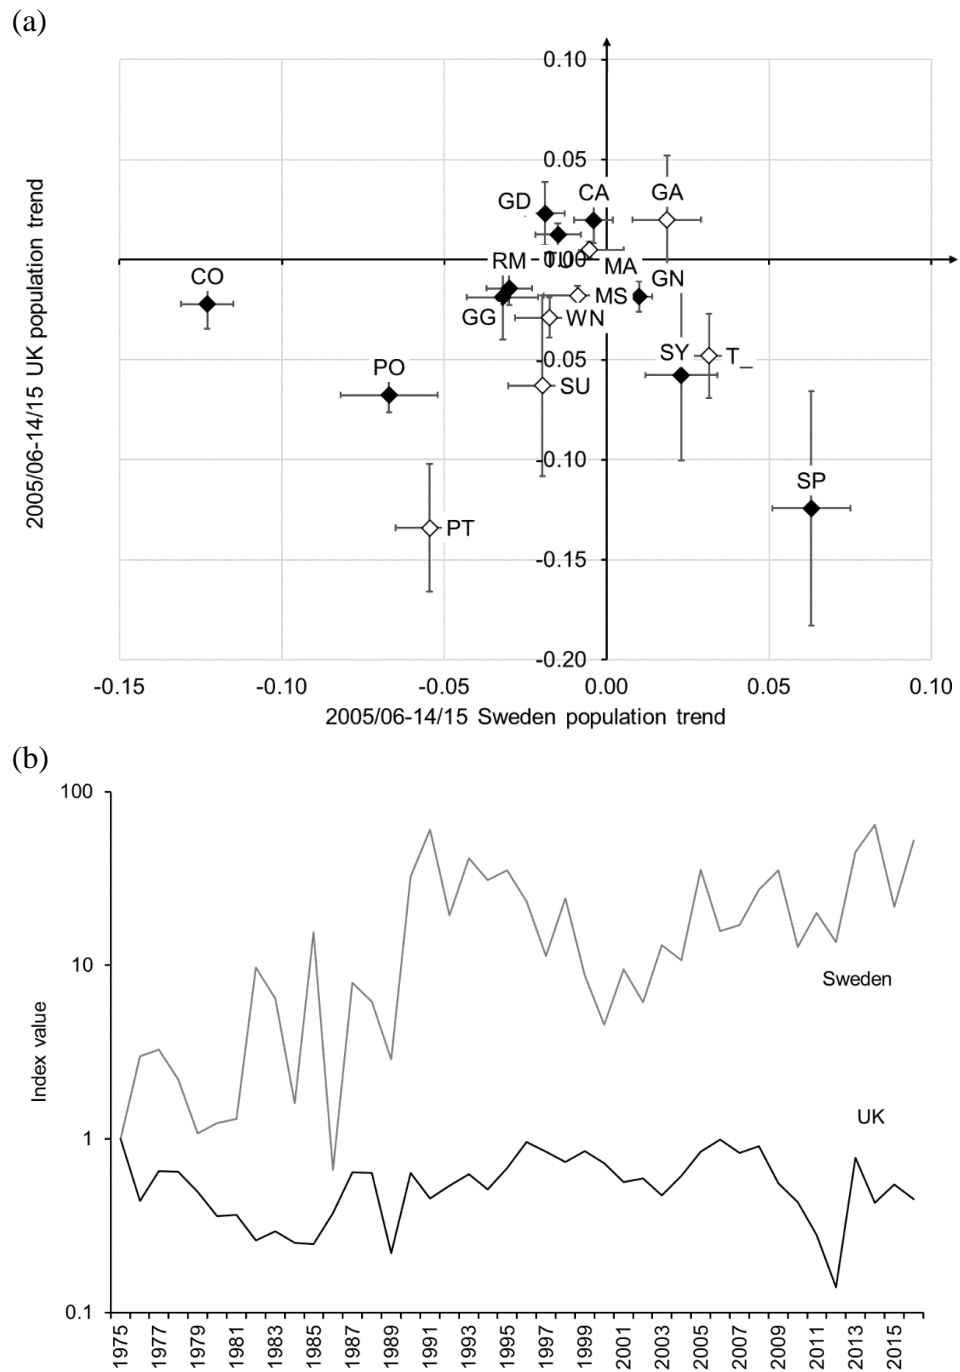 (a)
0.10
0.05
GD
CA
GA
RM
TU
0.00
MA
GN
CO
MS
GG
WN
-0.05
SY
T_
PO
SU
-0.10
SP
PT
-0.15
-0.20
2005/06-14/15 UK population trend
-0.15 -0.10 -0.05 0.00 0.05 0.10
2005/06-14/15 Sweden population trend
(b)
100
10
Sweden
Index value
UK
1
0.1
1975 1977 1979 1981 1983 1985 1987 1989 1991 1993 1995 1997 1999 2001 2003 2005 2007 2009 2011 2013 2015